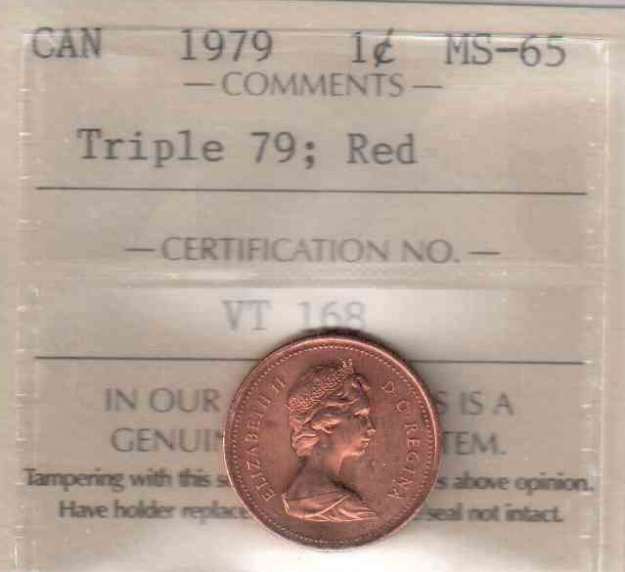 CAN 1979 1¢ MS-65
— COMMENTS —
Triple 79; Red
— CERTIFICATION NO. —
VT 168
IN OUR S IS A
GENUI TEM.
Tampering with this s s above opinion.
Have holder replac seal not intact.
ELIZABETH II D·G·REGINA